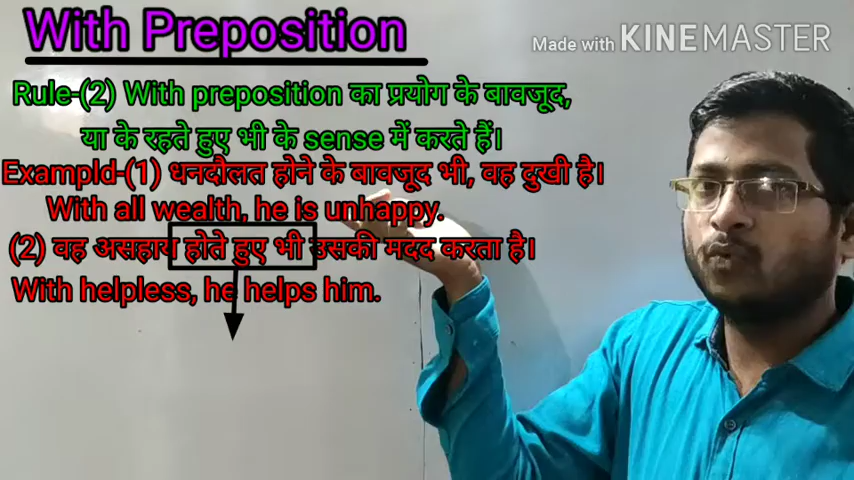 With Preposition
Made with KINEMASTER
Rule-(2) With preposition का प्रयोग के बावजूद,
या के रहते हुए भी के sense में करते हैं।
Exampld-(1) धनदौलत होने के बावजूद भी, वह दुखी है।
With all wealth, he is unhappy.
(2) वह असहाय होते हुए भी उसकी मदद करता है।
With helpless, he helps him.